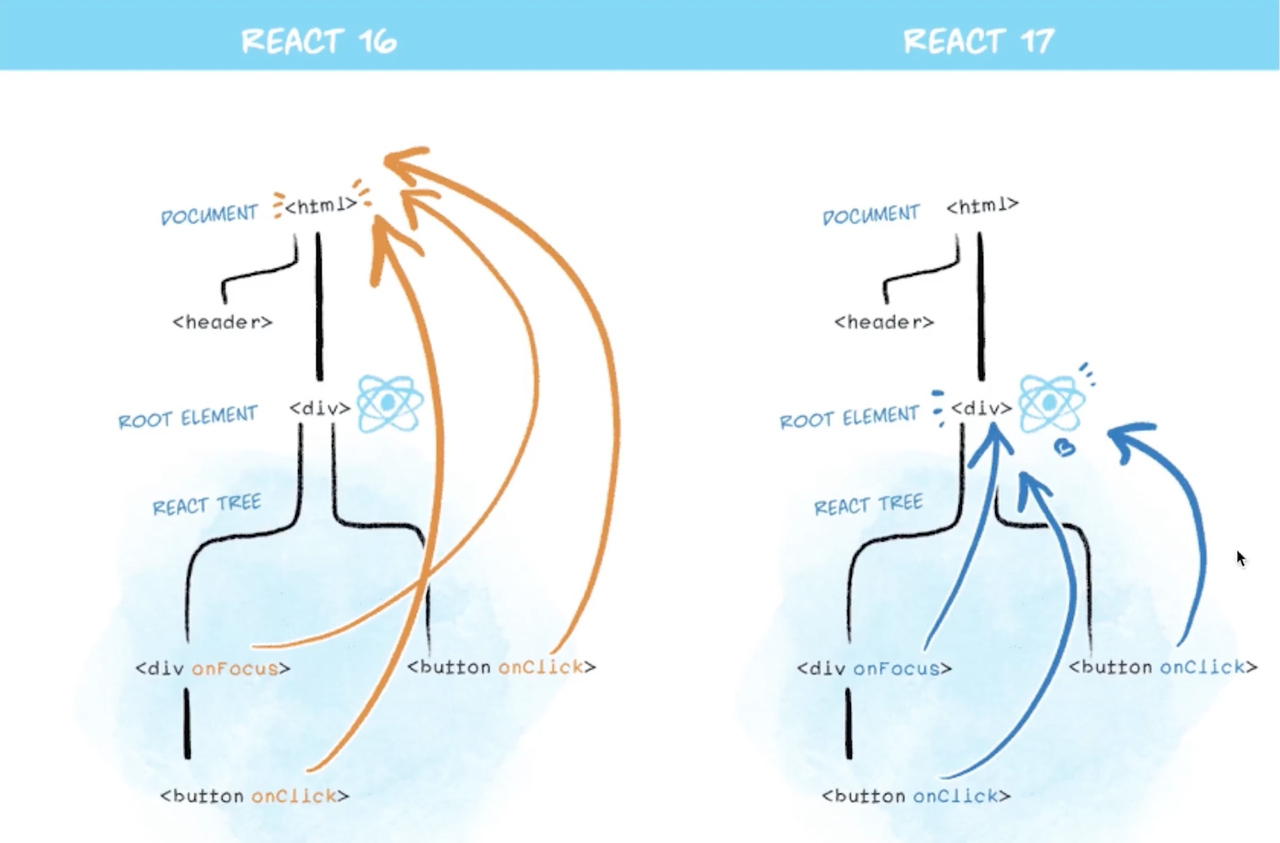 REACT 16
DOCUMENT <html>
<header>
ROOT ELEMENT <div>
REACT TREE
<div onFocus>
<button onClick>
<button onClick>
REACT 17
DOCUMENT <html>
<header>
ROOT ELEMENT <div>
REACT TREE
<div onFocus>
<button onClick>
<button onClick>